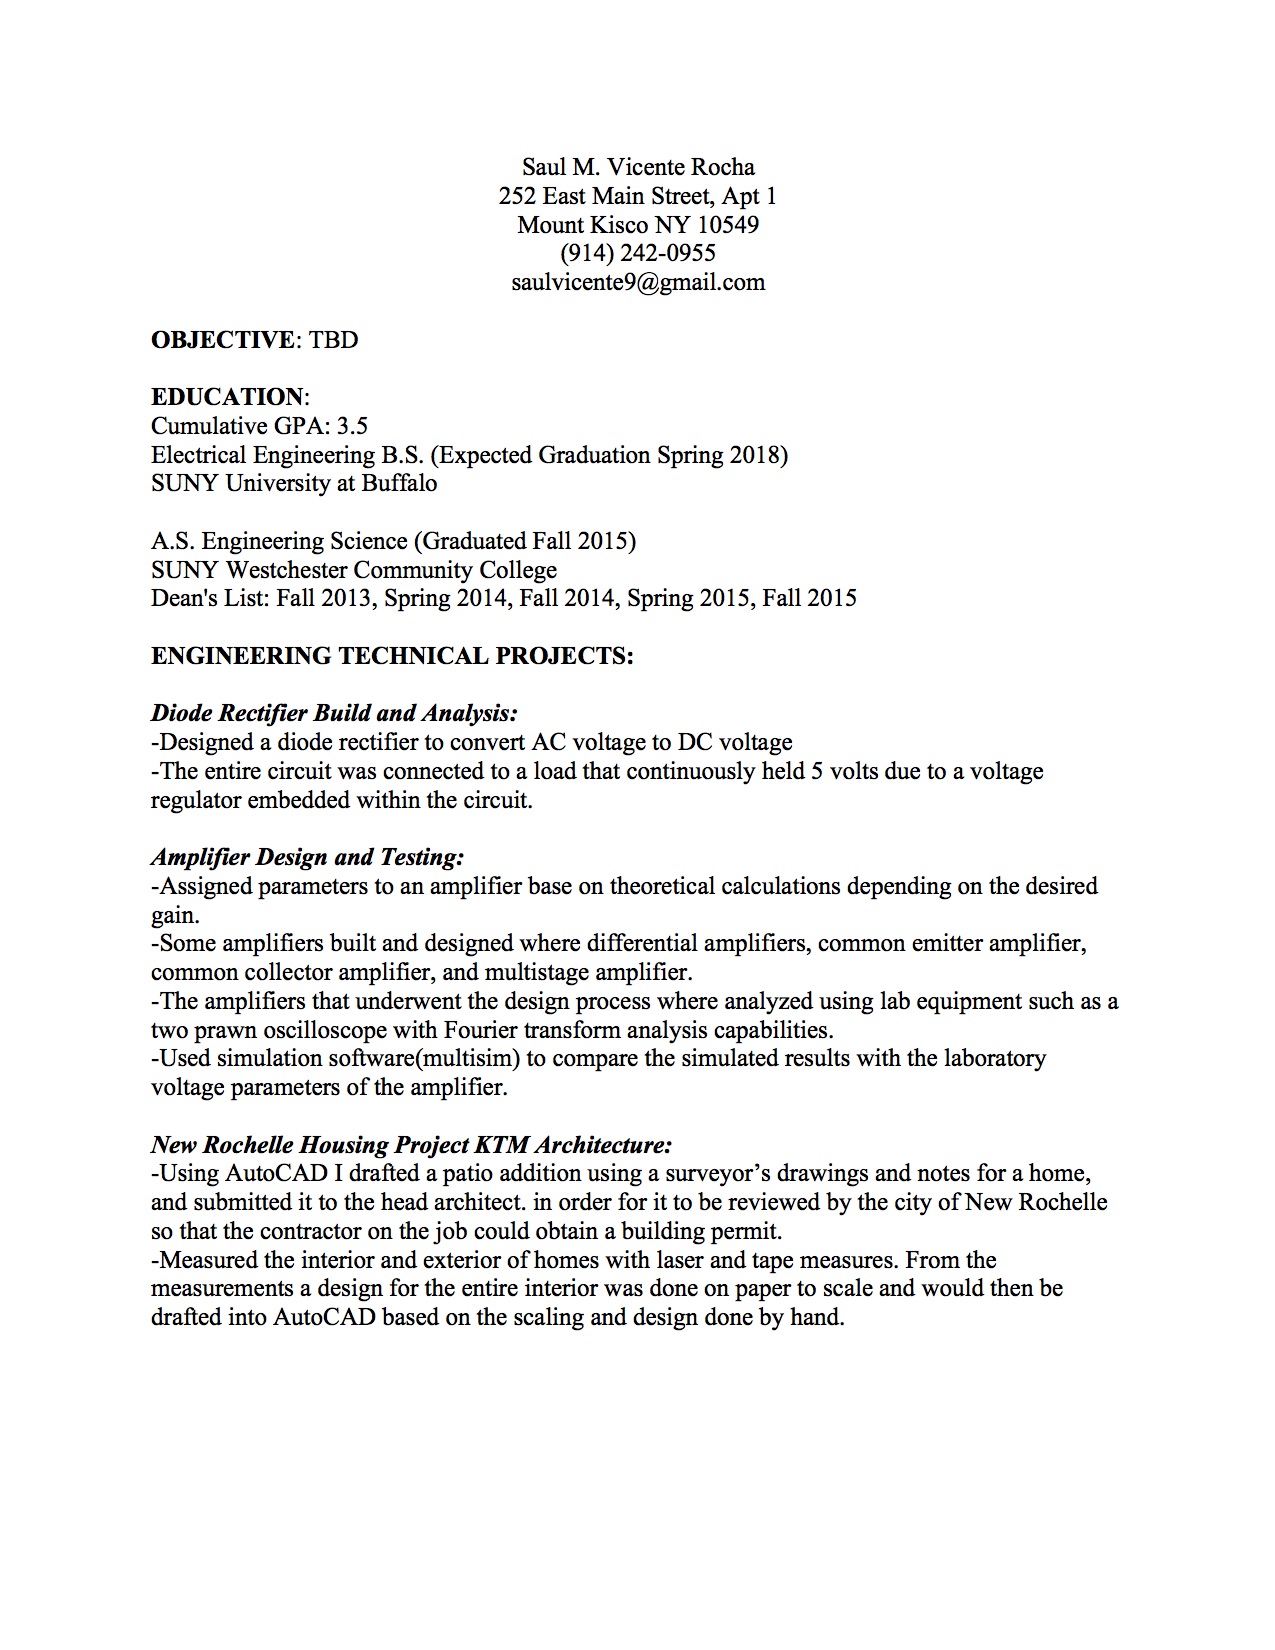 Saul M. Vicente Rocha
252 East Main Street, Apt 1
Mount Kisco NY 10549
(914) 242-0955
saulvicente9@gmail.com
OBJECTIVE: TBD
EDUCATION:
Cumulative GPA: 3.5
Electrical Engineering B.S. (Expected Graduation Spring 2018)
SUNY University at Buffalo
A.S. Engineering Science (Graduated Fall 2015)
SUNY Westchester Community College
Dean's List: Fall 2013, Spring 2014, Fall 2014, Spring 2015, Fall 2015
ENGINEERING TECHNICAL PROJECTS:
Diode Rectifier Build and Analysis:
-Designed a diode rectifier to convert AC voltage to DC voltage
-The entire circuit was connected to a load that continuously held 5 volts due to a voltage
regulator embedded within the circuit.
Amplifier Design and Testing:
-Assigned parameters to an amplifier base on theoretical calculations depending on the desired
gain.
-Some amplifiers built and designed where differential amplifiers, common emitter amplifier,
common collector amplifier, and multistage amplifier.
-The amplifiers that underwent the design process where analyzed using lab equipment such as a
two prawn oscilloscope with Fourier transform analysis capabilities.
-Used simulation software(multisim) to compare the simulated results with the laboratory
voltage parameters of the amplifier.
New Rochelle Housing Project KTM Architecture:
-Using AutoCAD I drafted a patio addition using a surveyor’s drawings and notes for a home,
and submitted it to the head architect. in order for it to be reviewed by the city of New Rochelle
so that the contractor on the job could obtain a building permit.
-Measured the interior and exterior of homes with laser and tape measures. From the
measurements a design for the entire interior was done on paper to scale and would then be
drafted into AutoCAD based on the scaling and design done by hand.